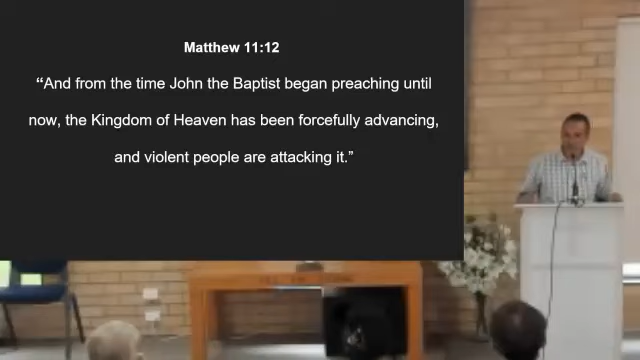 Matthew 11:12
“And from the time John the Baptist began preaching until
now, the Kingdom of Heaven has been forcefully advancing,
and violent people are attacking it.”